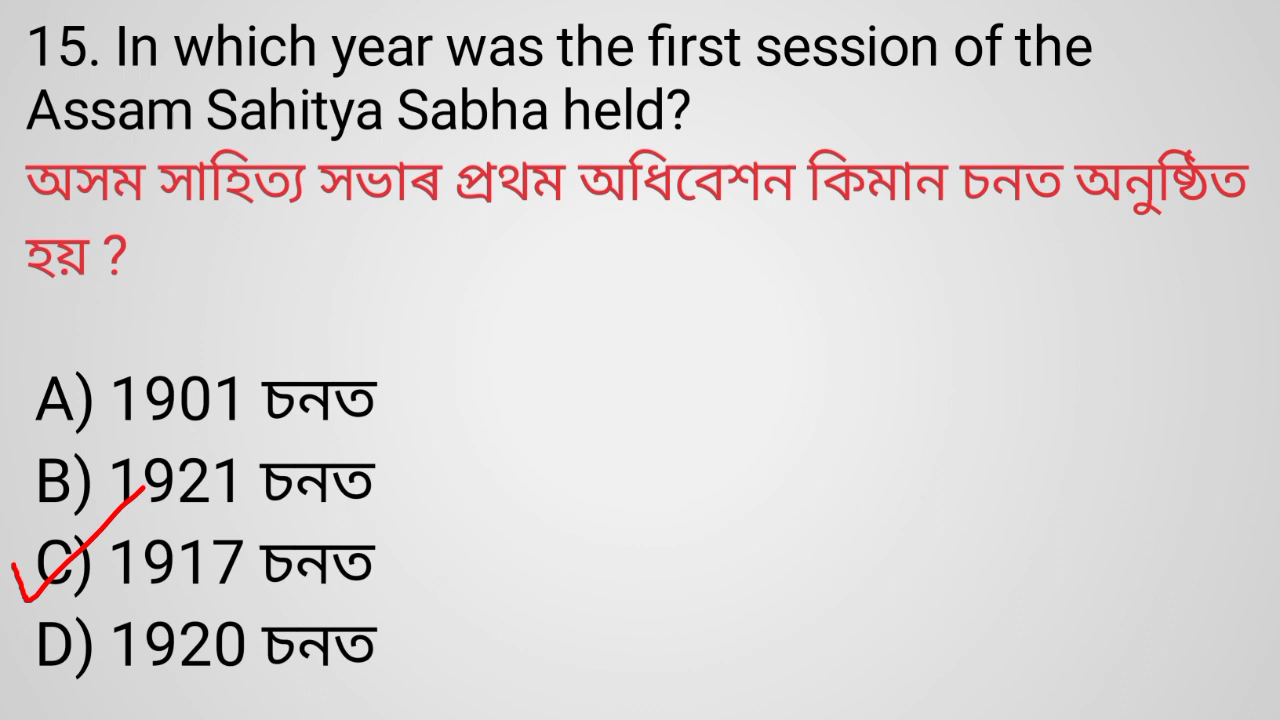 15. In which year was the first session of the
Assam Sahitya Sabha held?
অসম সাহিত্য সভাৰ প্ৰথম অধিবেশন কিমান চনত অনুষ্ঠিত
হয় ?
A) 1901 চনত
B) 1921 চনত
C) 1917 চনত
D) 1920 চনত